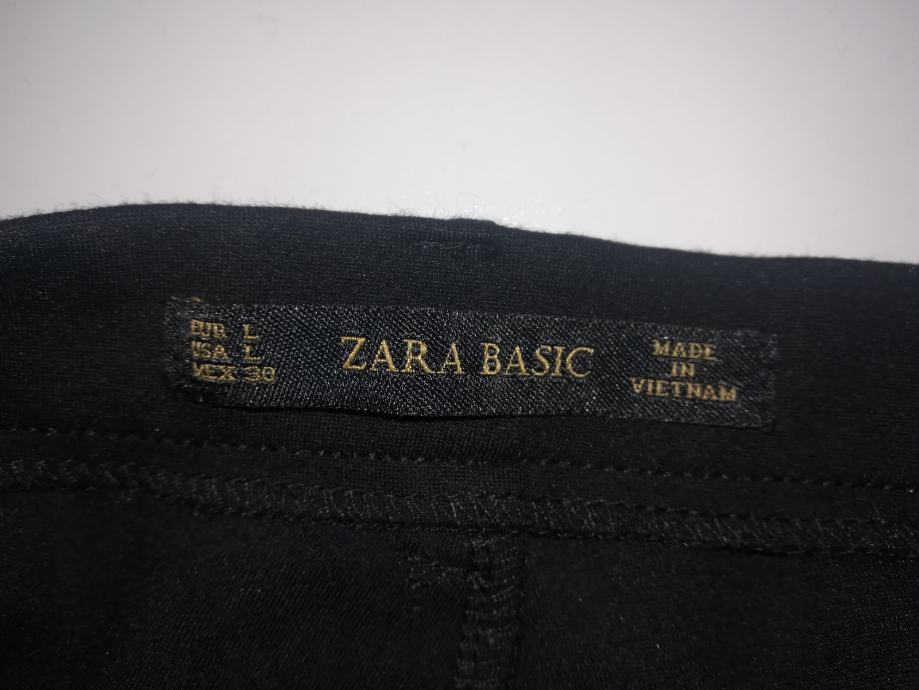 EUR L
USA L
MEX 30
ZARA BASIC
MADE
IN
VIETNAM